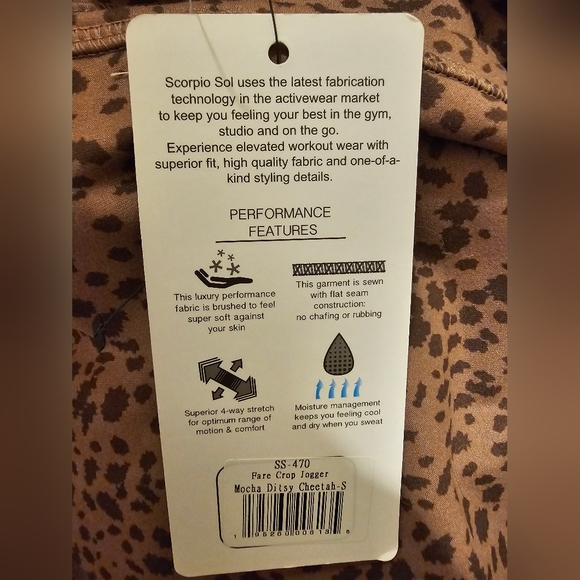 Scorpio Sol uses the latest fabrication
technology in the activewear market
to keep you feeling your best in the gym,
studio and on the go.
Experience elevated workout wear with
superior fit, high quality fabric and one-of-a-
kind styling details.
PERFORMANCE
FEATURES
This luxury performance
fabric is brushed to feel
super soft against
your skin
This garment is sewn
with flat seam
construction:
no chafing or rubbing
Superior 4-way stretch
for optimum range of
motion & comfort
Moisture management
keeps you feeling cool
and dry when you sweat
SS-470
Fare Crop Jogger
Mocha Ditsy Cheetah-S